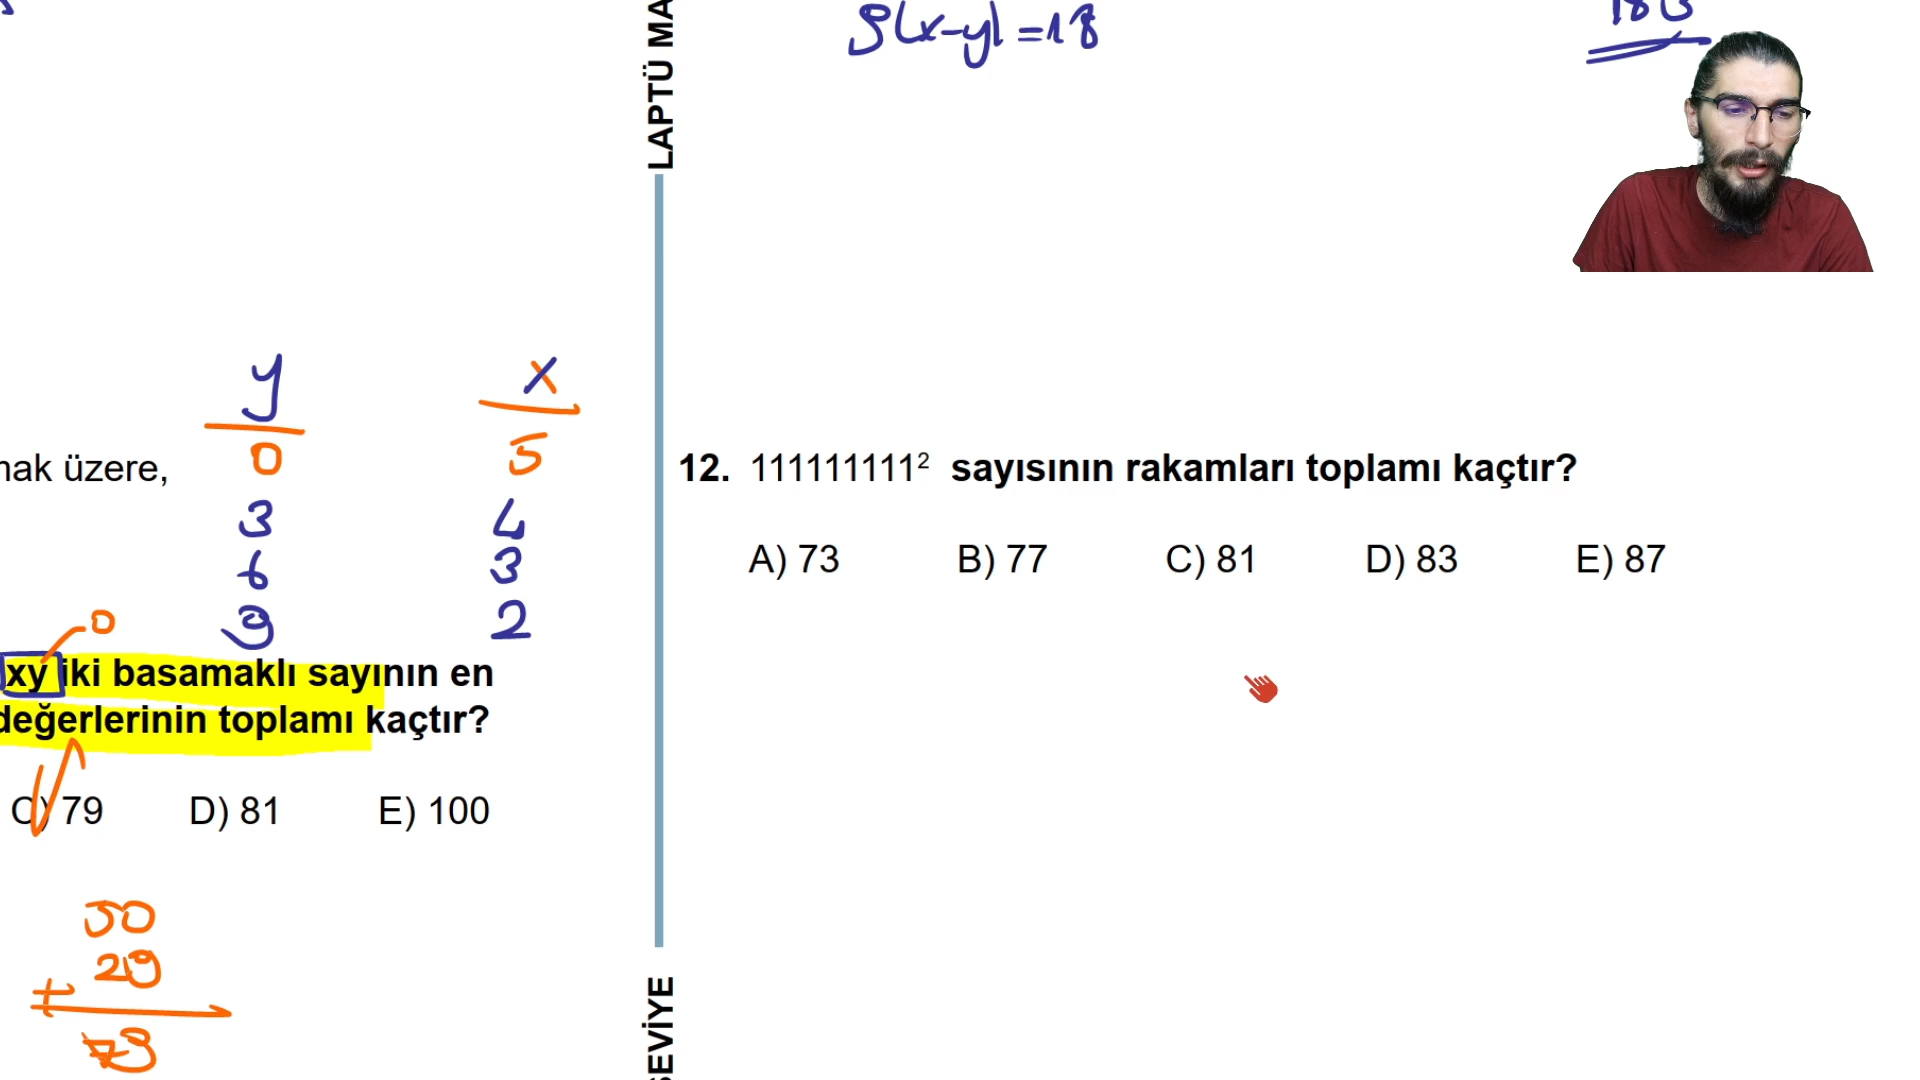 9(x-y)=18
LAPTÜ MA
y x
0 5
3 4
6 3
9 2
mak üzere,
0
xy iki basamaklı sayının en
değerlerinin toplamı kaçtır?
C) 79 D) 81 E) 100
50
29
+
79
12. 111111111² sayısının rakamları toplamı kaçtır?
A) 73 B) 77 C) 81 D) 83 E) 87
SEVİYE